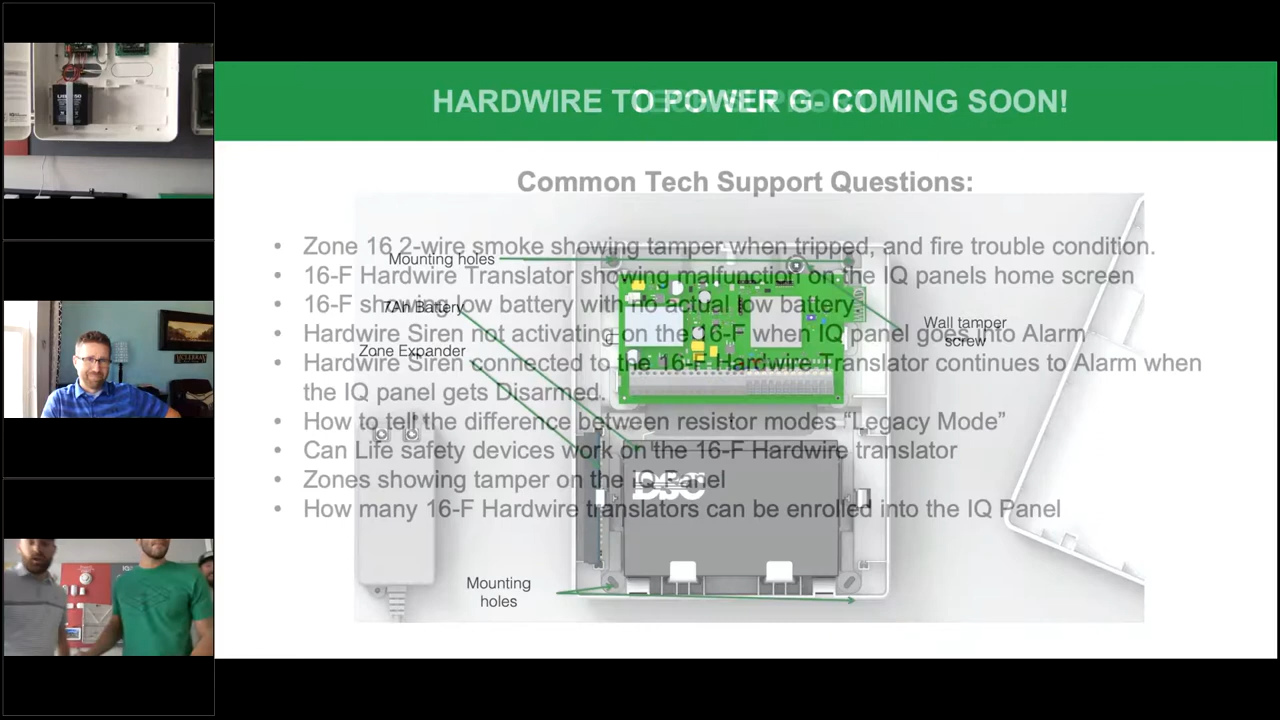 HARDWIRE TO POWER G- COMING SOON!
Common Tech Support Questions:
• Zone 16 2-wire smoke showing tamper when tripped, and fire trouble condition.
Mounting holes
• 16-F Hardwire Translator showing malfunction on the IQ panels home screen
• 16-F showing low battery with no actual low battery
7Ah Battery
Wall tamper
screw
• Hardwire Siren not activating on the 16-F when IQ panel goes into Alarm
Zone Expander
• Hardwire Siren connected to the 16-F Hardwire Translator continues to Alarm when
the IQ panel gets Disarmed.
• How to tell the difference between resistor modes “Legacy Mode”
• Can Life safety devices work on the 16-F Hardwire translator
• Zones showing tamper on the IQ Panel
DSC
• How many 16-F Hardwire translators can be enrolled into the IQ Panel
Mounting
holes